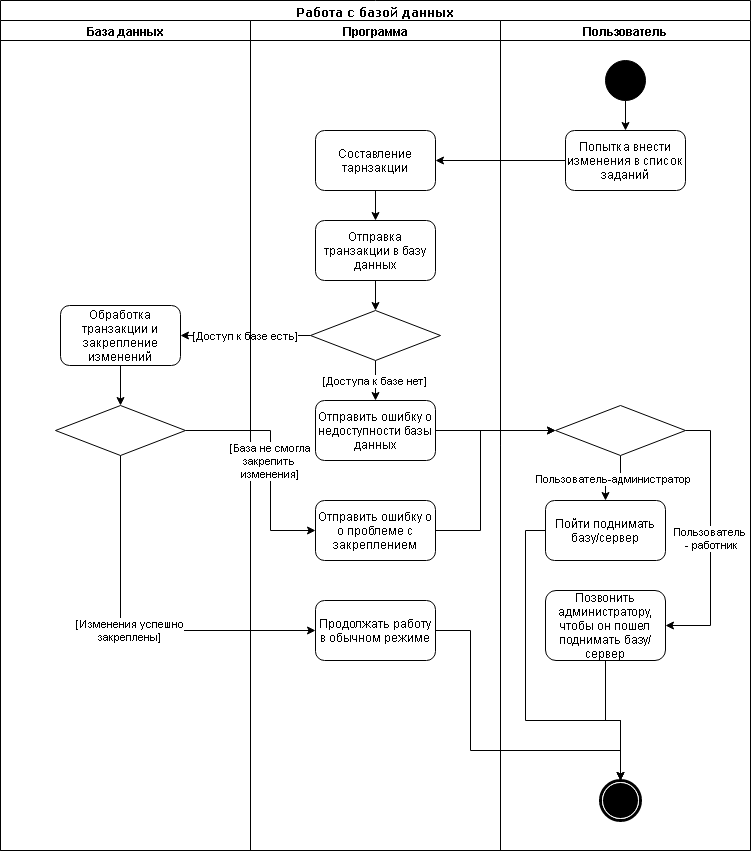 Работа с базой данных
База данных
Программа
Пользователь
Попытка внести
изменения в список
заданий
Составление
тарнзакции
Отправка
транзакции в базу
данных
[Доступ к базе есть]
Обработка
транзакции и
закрепление
изменений
[Доступа к базе нет]
Отправить ошибку о
недоступности базы
данных
[База не смогла
закрепить
изменения]
Пользователь-администратор
Отправить ошибку о
о проблеме с
закреплением
Пойти поднимать
базу/сервер
Пользователь
- работник
Позвонить
администратору,
чтобы он пошел
поднимать базу/
сервер
[Изменения успешно
закреплены]
Продолжать работу
в обычном режиме